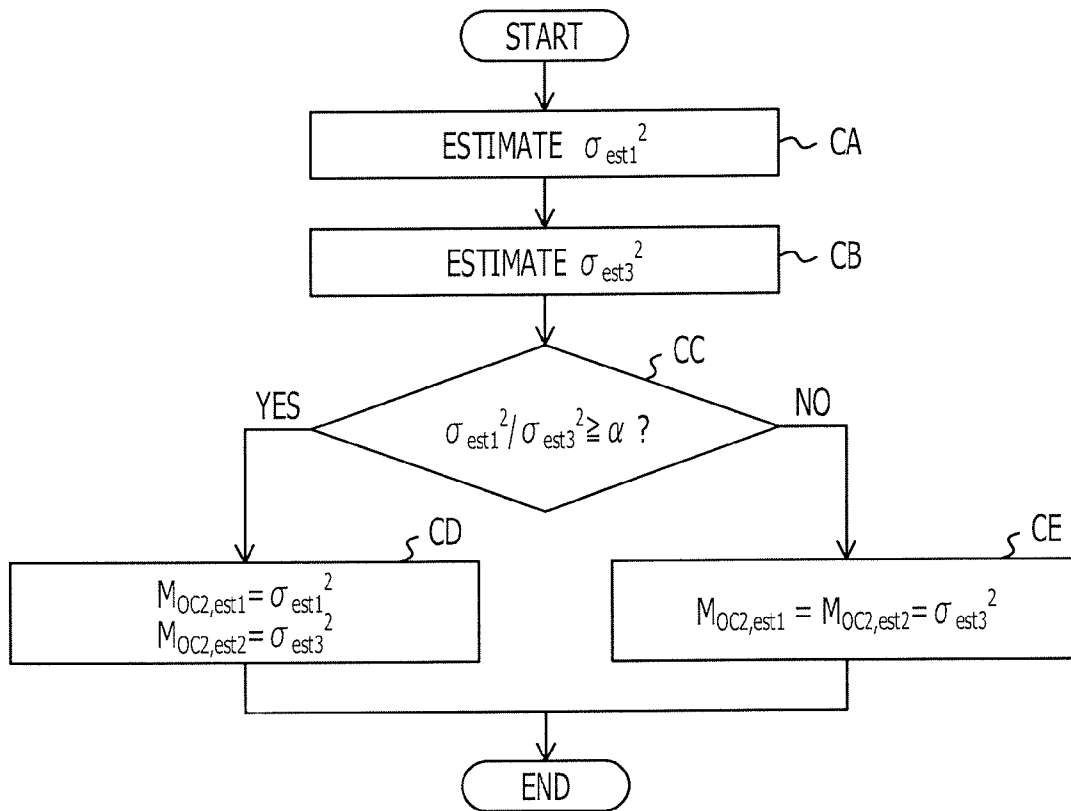 START
ESTIMATE σest1²
CA
ESTIMATE σest3²
CB
CC
YES
NO
σest1²/σest3² ≧ α ?
CD
CE
MOC2,est1=σest1²
MOC2,est2=σest3²
MOC2,est1 = MOC2,est2=σest3²
END